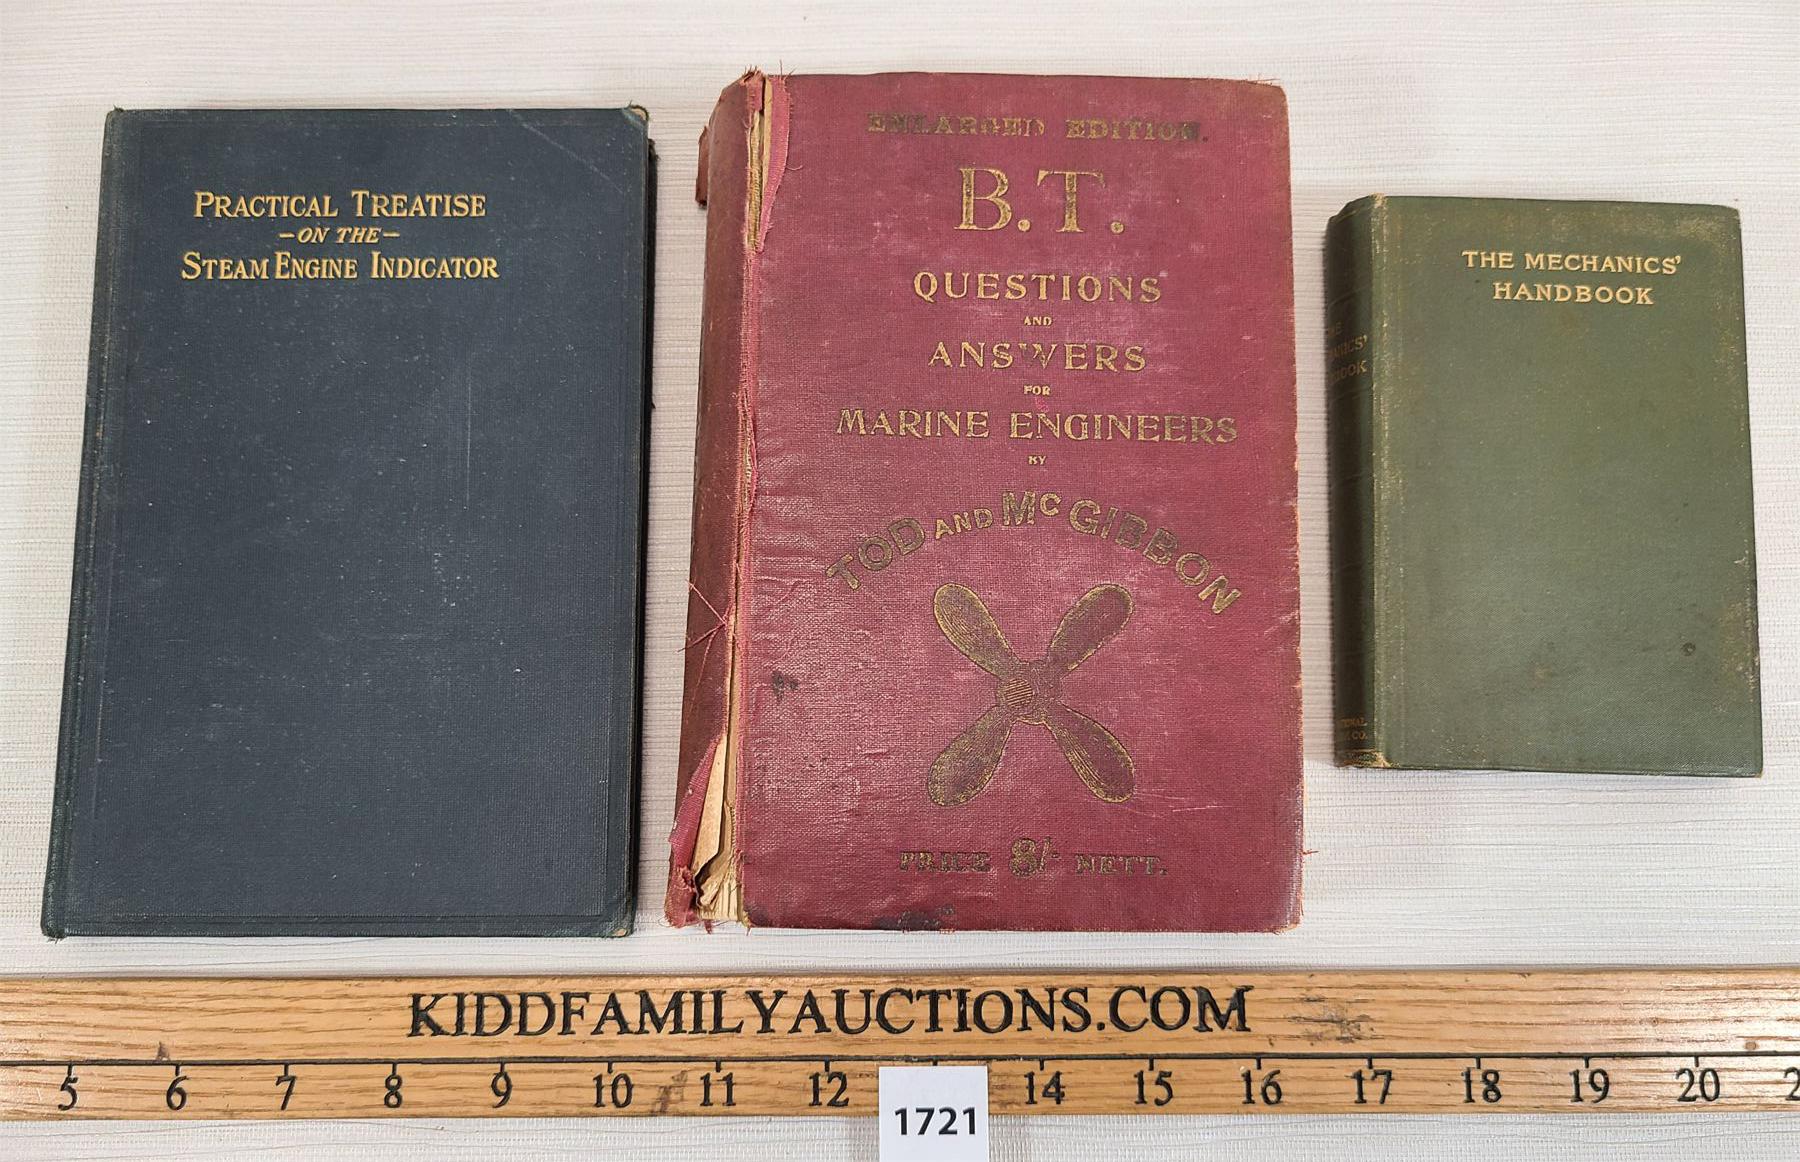 PRACTICAL TREATISE
-ON THE-
STEAM ENGINE INDICATOR
ENLARGED EDITION.
B.T.
QUESTIONS
AND
ANSWERS
FOR
MARINE ENGINEERS
BY
TOD AND McGIBBON
PRICE 8/- NETT.
THE MECHANICS'
HANDBOOK
KIDDFAMILYAUCTIONS.COM
5 6 7 8 9 10 11 12 14 15 16 17 18 19 20
1721